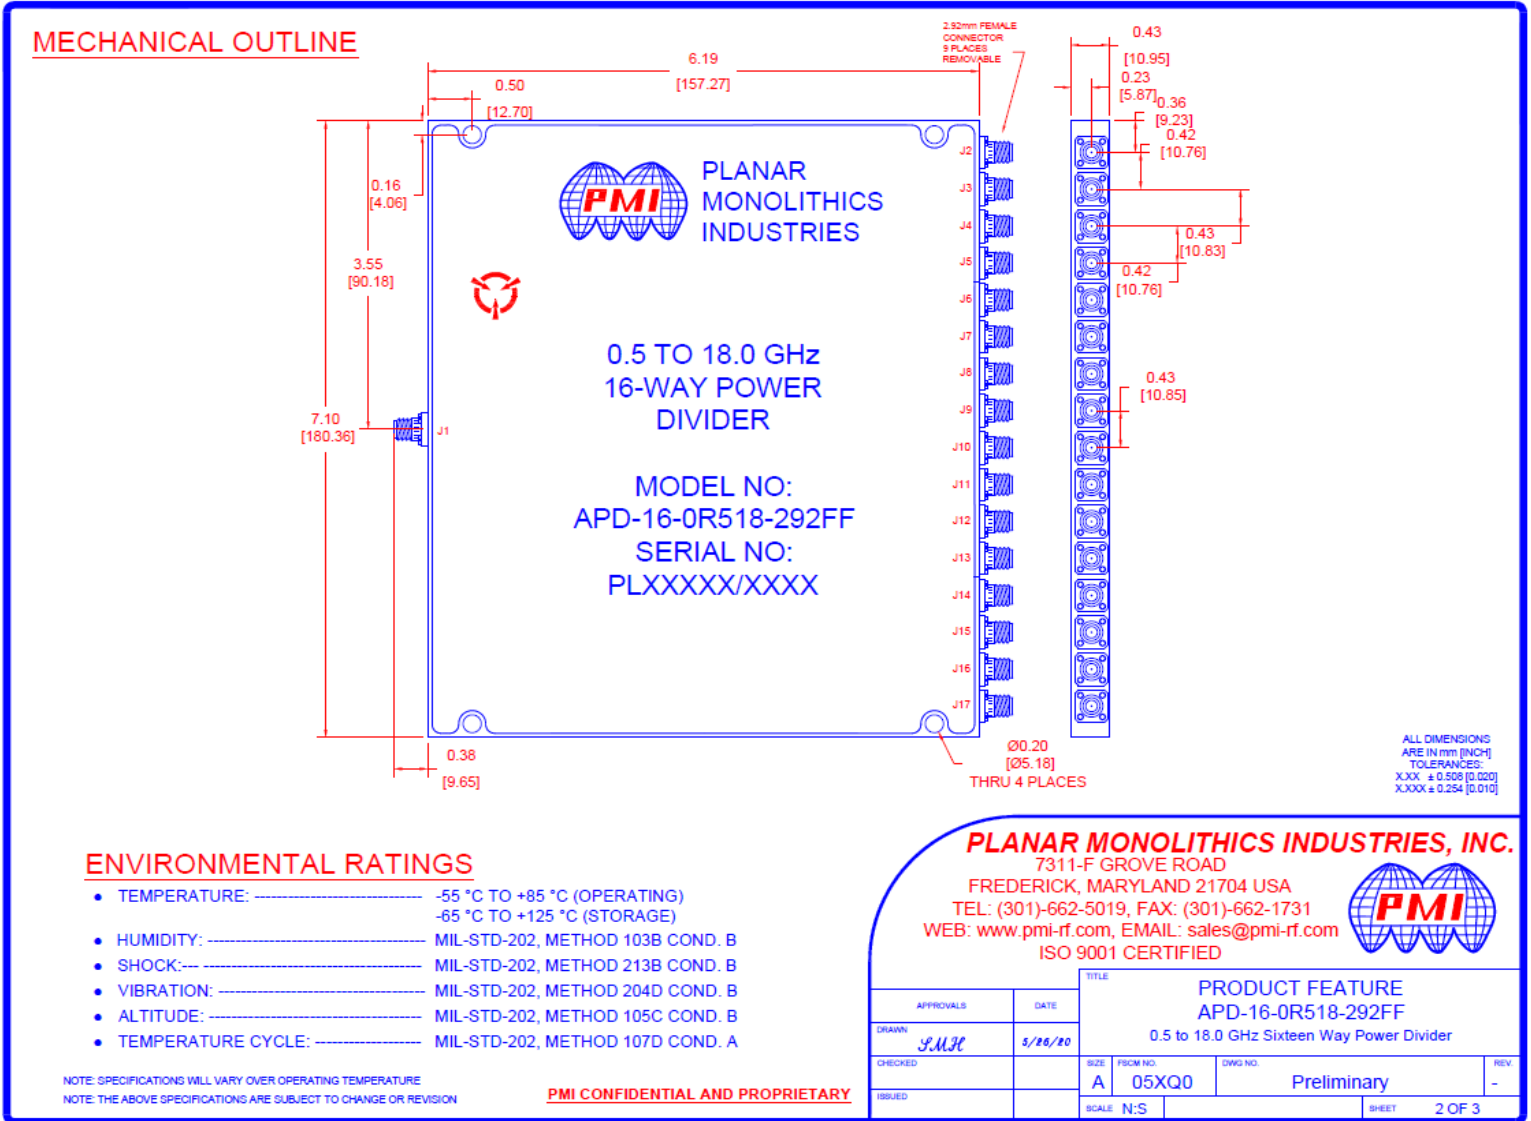 MECHANICAL OUTLINE
2.92mm FEMALE
CONNECTOR
9 PLACES
REMOVABLE
6.19
[157.27]
0.50
[12.70]
0.43
[10.95]
0.23
[5.87]
0.36
[9.23]
0.42
[10.76]
0.16
[4.06]
3.55
[90.18]
7.10
[180.36]
0.43
[10.83]
0.42
[10.76]
0.43
[10.85]
PMI
PLANAR
MONOLITHICS
INDUSTRIES
0.5 TO 18.0 GHz
16-WAY POWER
DIVIDER
MODEL NO:
APD-16-0R518-292FF
SERIAL NO:
PLXXXXX/XXXX
J1
J2
J3
J4
J5
J6
J7
J8
J9
J10
J11
J12
J13
J14
J15
J16
J17
0.38
[9.65]
Ø0.20
[Ø5.18]
THRU 4 PLACES
ALL DIMENSIONS
ARE IN mm [INCH]
TOLERANCES:
X.XX ± 0.508 [0.020]
X.XXX ± 0.254 [0.010]
ENVIRONMENTAL RATINGS
• TEMPERATURE: ---------------------------- -55 °C TO +85 °C (OPERATING)
-65 °C TO +125 °C (STORAGE)
• HUMIDITY: ------------------------------------ MIL-STD-202, METHOD 103B COND. B
• SHOCK:--- ------------------------------------ MIL-STD-202, METHOD 213B COND. B
• VIBRATION: ---------------------------------- MIL-STD-202, METHOD 204D COND. B
• ALTITUDE: ----------------------------------- MIL-STD-202, METHOD 105C COND. B
• TEMPERATURE CYCLE: ------------------ MIL-STD-202, METHOD 107D COND. A
NOTE: SPECIFICATIONS WILL VARY OVER OPERATING TEMPERATURE
NOTE: THE ABOVE SPECIFICATIONS ARE SUBJECT TO CHANGE OR REVISION
PMI CONFIDENTIAL AND PROPRIETARY
PLANAR MONOLITHICS INDUSTRIES, INC.
7311-F GROVE ROAD
FREDERICK, MARYLAND 21704 USA
TEL: (301)-662-5019, FAX: (301)-662-1731
WEB: www.pmi-rf.com, EMAIL: sales@pmi-rf.com
ISO 9001 CERTIFIED
PMI
APPROVALS
DATE
DRAWN
SMH
5/26/20
CHECKED
ISSUED
TITLE
PRODUCT FEATURE
APD-16-0R518-292FF
0.5 to 18.0 GHz Sixteen Way Power Divider
SIZE
A
FSCM NO.
05XQ0
DWG NO.
Preliminary
REV.
-
SCALE N:S
SHEET 2 OF 3